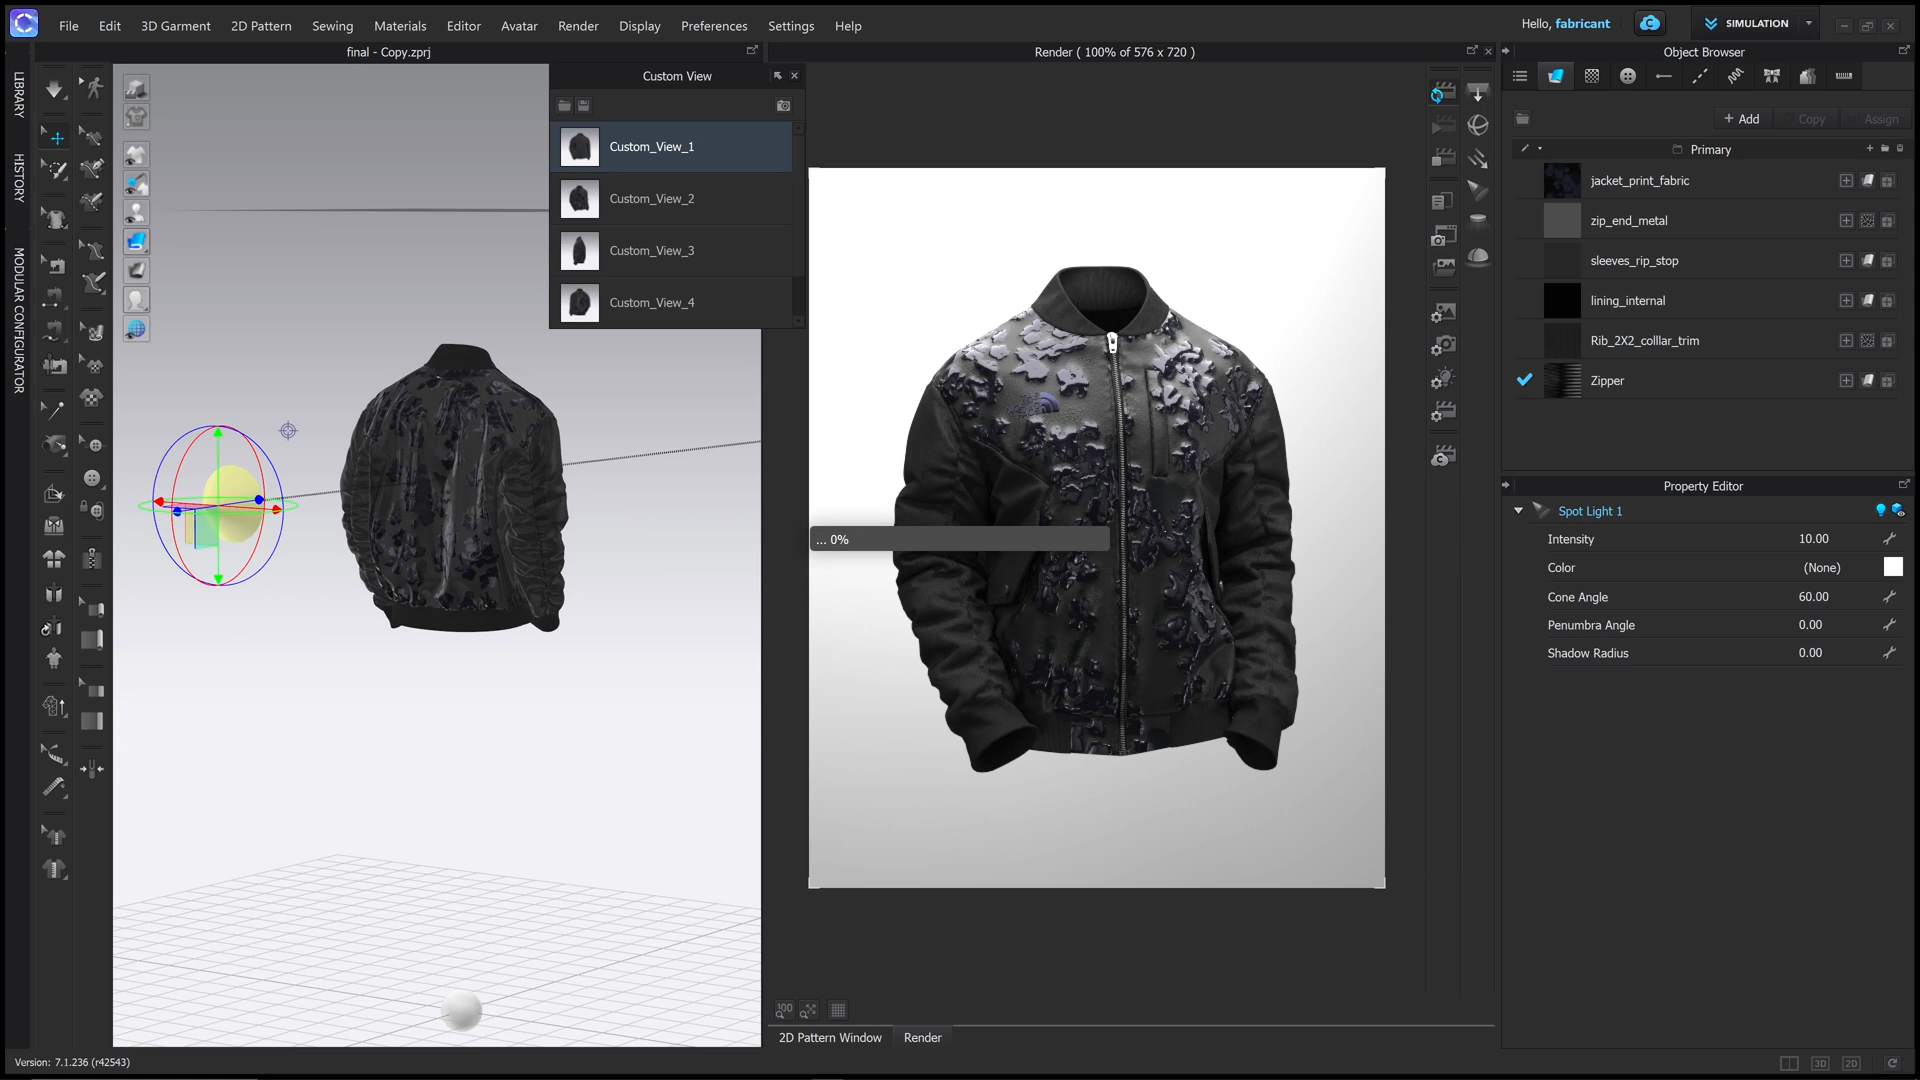 File Edit 3D Garment 2D Pattern Sewing Materials Editor Avatar Render Display Preferences Settings Help
Hello, fabricant
SIMULATION
final - Copy.zprj
Render ( 100% of 576 x 720 )
Object Browser
LIBRARY
HISTORY
MODULAR CONFIGURATOR
Custom View
Custom_View_1
Custom_View_2
Custom_View_3
Custom_View_4
+ Add Copy Assign
Primary
jacket_print_fabric
zip_end_metal
sleeves_rip_stop
lining_internal
Rib_2X2_colllar_trim
Zipper
... 0%
Property Editor
Spot Light 1
Intensity 10.00
Color (None)
Cone Angle 60.00
Penumbra Angle 0.00
Shadow Radius 0.00
100
2D Pattern Window Render
Version: 7.1.236 (r42543)
3D 2D